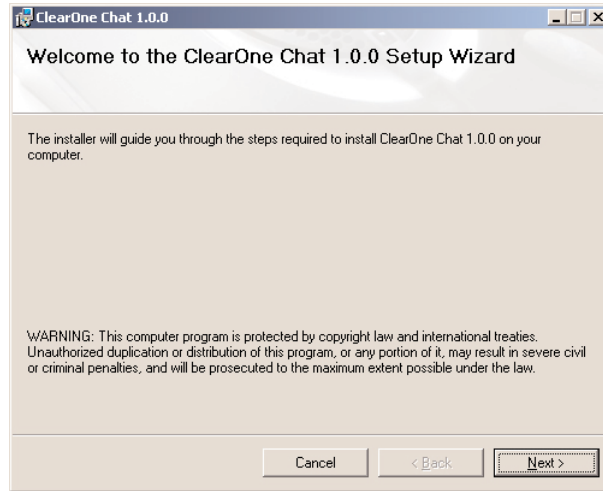 ClearOne Chat 1.0.0
Welcome to the ClearOne Chat 1.0.0 Setup Wizard
The installer will guide you through the steps required to install ClearOne Chat 1.0.0 on your
computer.
WARNING: This computer program is protected by copyright law and international treaties.
Unauthorized duplication or distribution of this program, or any portion of it, may result in severe civil
or criminal penalties, and will be prosecuted to the maximum extent possible under the law.
Cancel
< Back
Next >